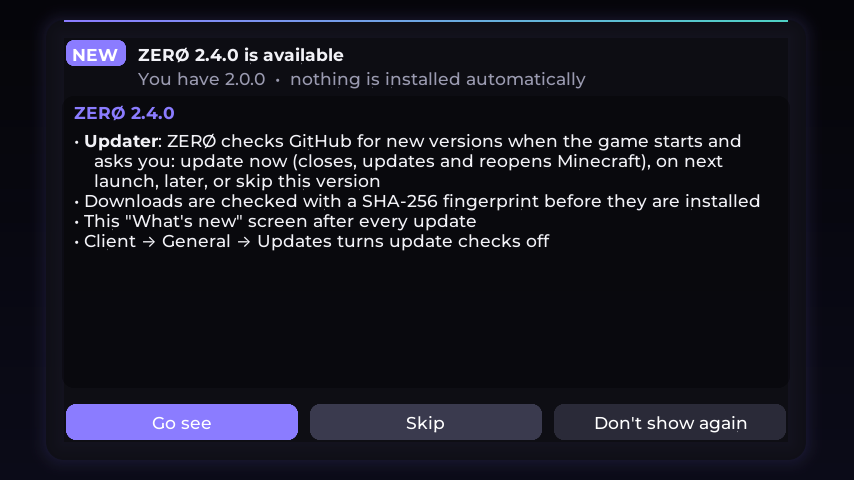 NEW ZERØ 2.4.0 is available
You have 2.0.0 • nothing is installed automatically
ZERØ 2.4.0
• Updater: ZERØ checks GitHub for new versions when the game starts and
asks you: update now (closes, updates and reopens Minecraft), on next
launch, later, or skip this version
• Downloads are checked with a SHA-256 fingerprint before they are installed
• This "What's new" screen after every update
• Client → General → Updates turns update checks off
Go see
Skip
Don't show again